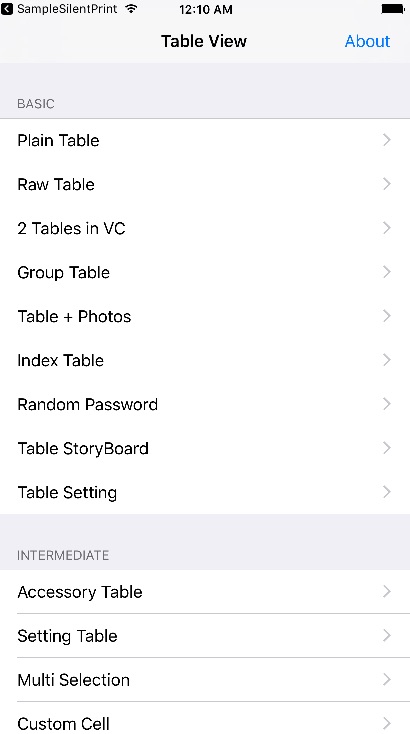 SampleSilentPrint 12:10 AM
Table View About
BASIC
Plain Table
Raw Table
2 Tables in VC
Group Table
Table + Photos
Index Table
Random Password
Table StoryBoard
Table Setting
INTERMEDIATE
Accessory Table
Setting Table
Multi Selection
Custom Cell